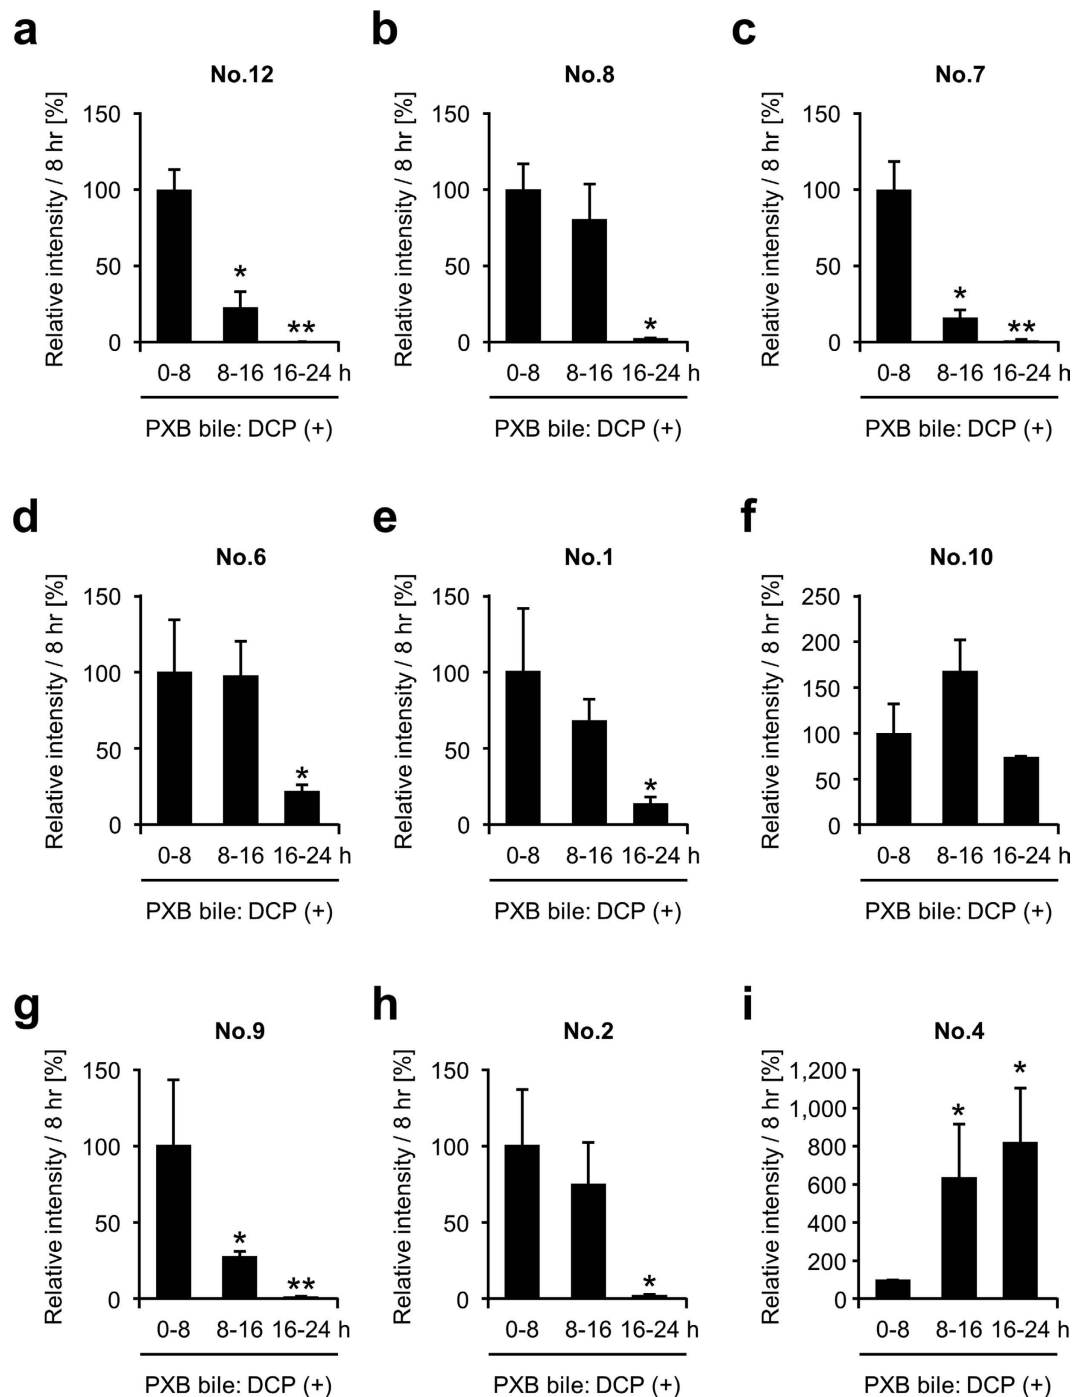 a
No.12
Relative intensity / 8 hr [%]
150
100
50
0
*
**
0-8 8-16 16-24 h
PXB bile: DCP (+)
b
No.8
Relative intensity / 8 hr [%]
150
100
50
0
*
0-8 8-16 16-24 h
PXB bile: DCP (+)
c
No.7
Relative intensity / 8 hr [%]
150
100
50
0
*
**
0-8 8-16 16-24 h
PXB bile: DCP (+)
d
No.6
Relative intensity / 8 hr [%]
150
100
50
0
*
0-8 8-16 16-24 h
PXB bile: DCP (+)
e
No.1
Relative intensity / 8 hr [%]
150
100
50
0
*
0-8 8-16 16-24 h
PXB bile: DCP (+)
f
No.10
Relative intensity / 8 hr [%]
250
200
150
100
50
0
0-8 8-16 16-24 h
PXB bile: DCP (+)
g
No.9
Relative intensity / 8 hr [%]
150
100
50
0
*
**
0-8 8-16 16-24 h
PXB bile: DCP (+)
h
No.2
Relative intensity / 8 hr [%]
150
100
50
0
*
0-8 8-16 16-24 h
PXB bile: DCP (+)
i
No.4
Relative intensity / 8 hr [%]
1,200
1,000
800
600
400
200
0
*
*
0-8 8-16 16-24 h
PXB bile: DCP (+)